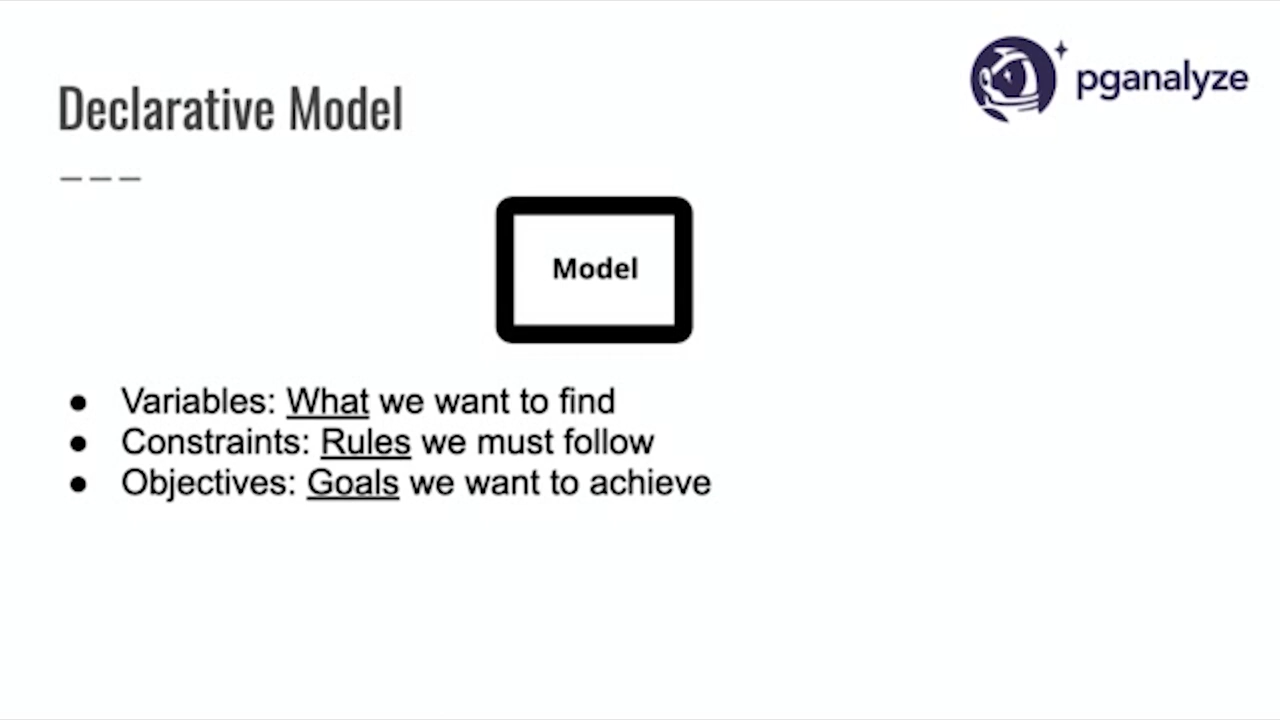 pganalyze
Declarative Model
Model
● Variables: What we want to find
● Constraints: Rules we must follow
● Objectives: Goals we want to achieve